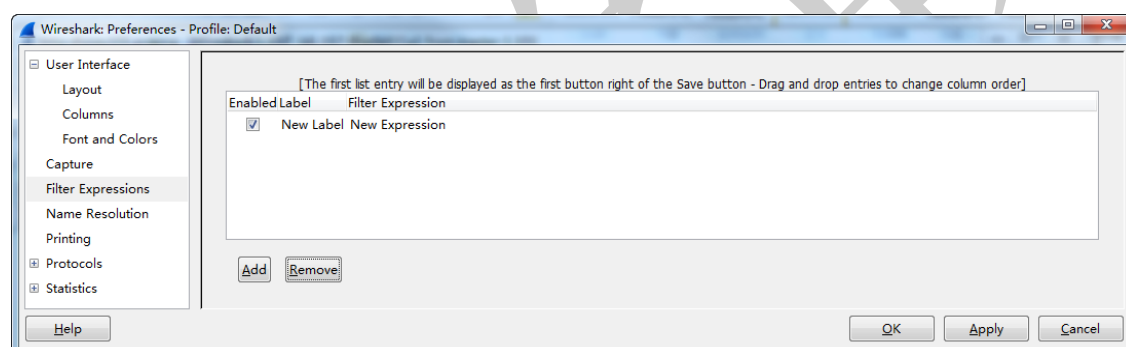 Wireshark: Preferences - Profile: Default
User Interface
Layout
Columns
Font and Colors
Capture
Filter Expressions
Name Resolution
Printing
Protocols
Statistics
[The first list entry will be displayed as the first button right of the Save button - Drag and drop entries to change column order]
Enabled Label Filter Expression
New Label New Expression
Add Remove
Help OK Apply Cancel